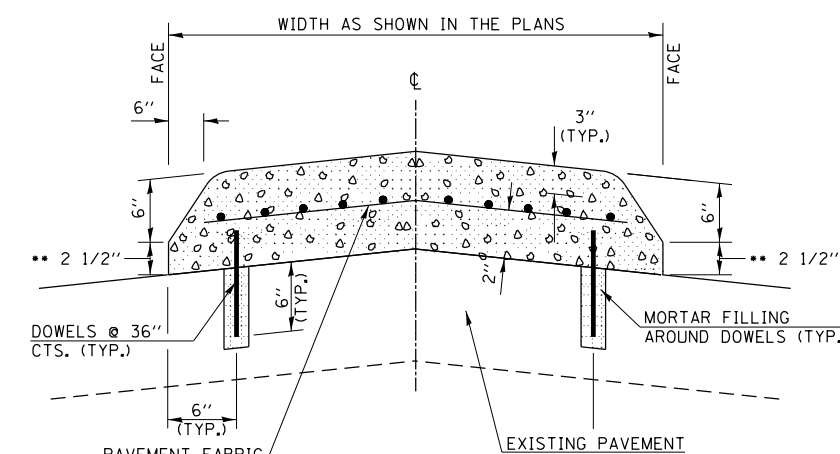 WIDTH AS SHOWN IN THE PLANS
FACE
FACE
℄
6"
3"
(TYP.)
6"
6"
** 2 1/2"
** 2 1/2"
6"
(TYP.)
2"
DOWELS @ 36"
CTS. (TYP.)
MORTAR FILLING
AROUND DOWELS (TYP.
6"
(TYP.)
PAVEMENT FABRIC
EXISTING PAVEMENT